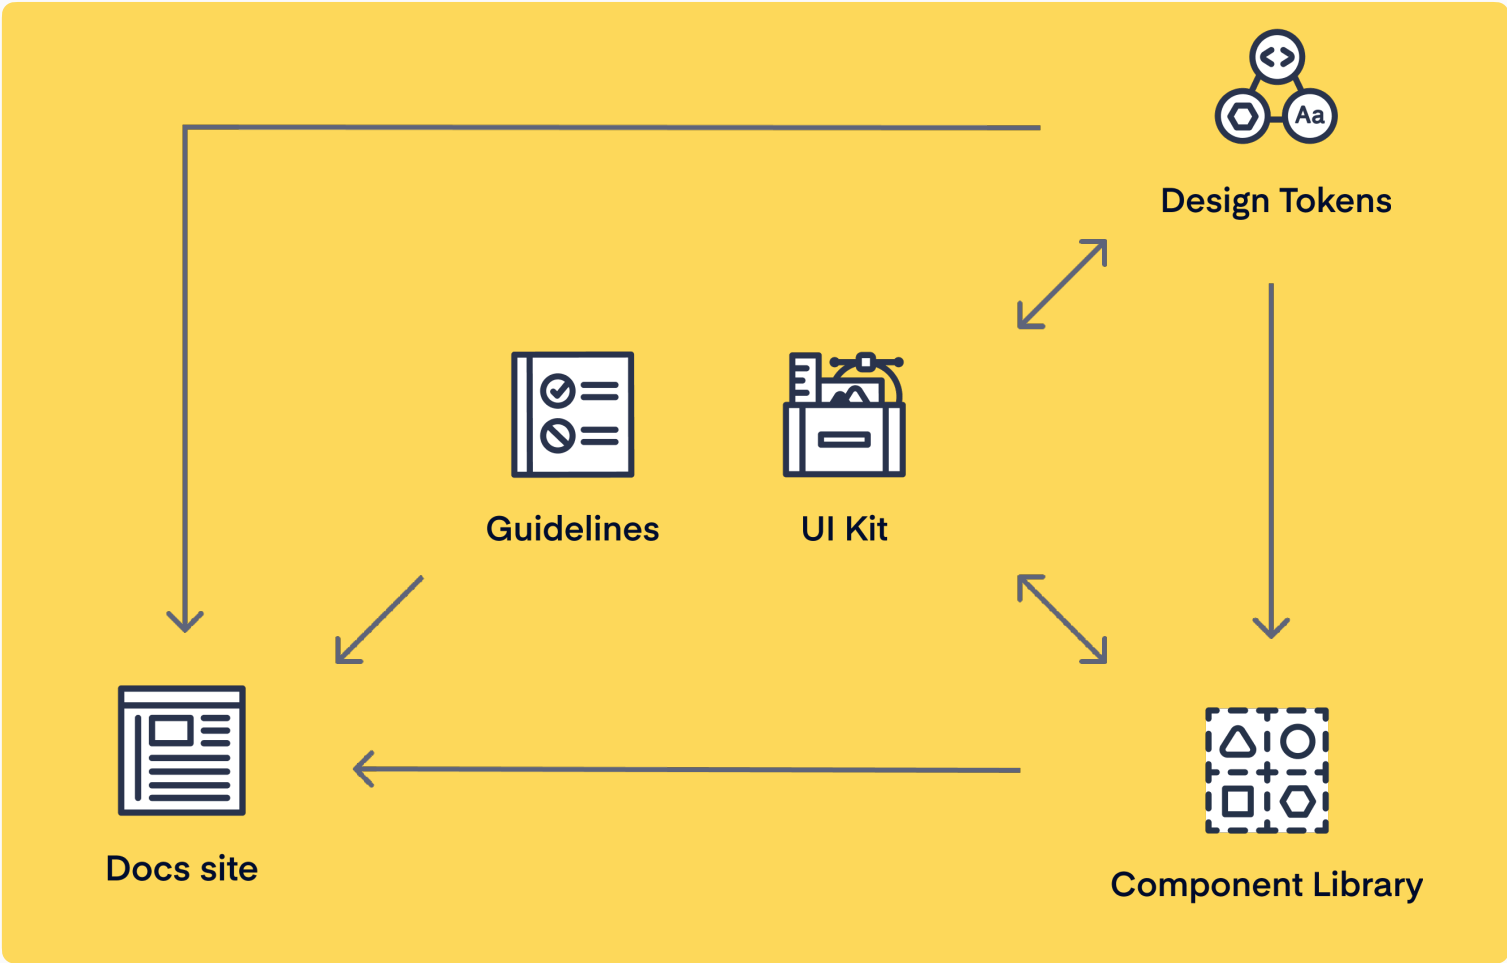 <>
Aa
Design Tokens
Guidelines
UI Kit
Docs site
Component Library